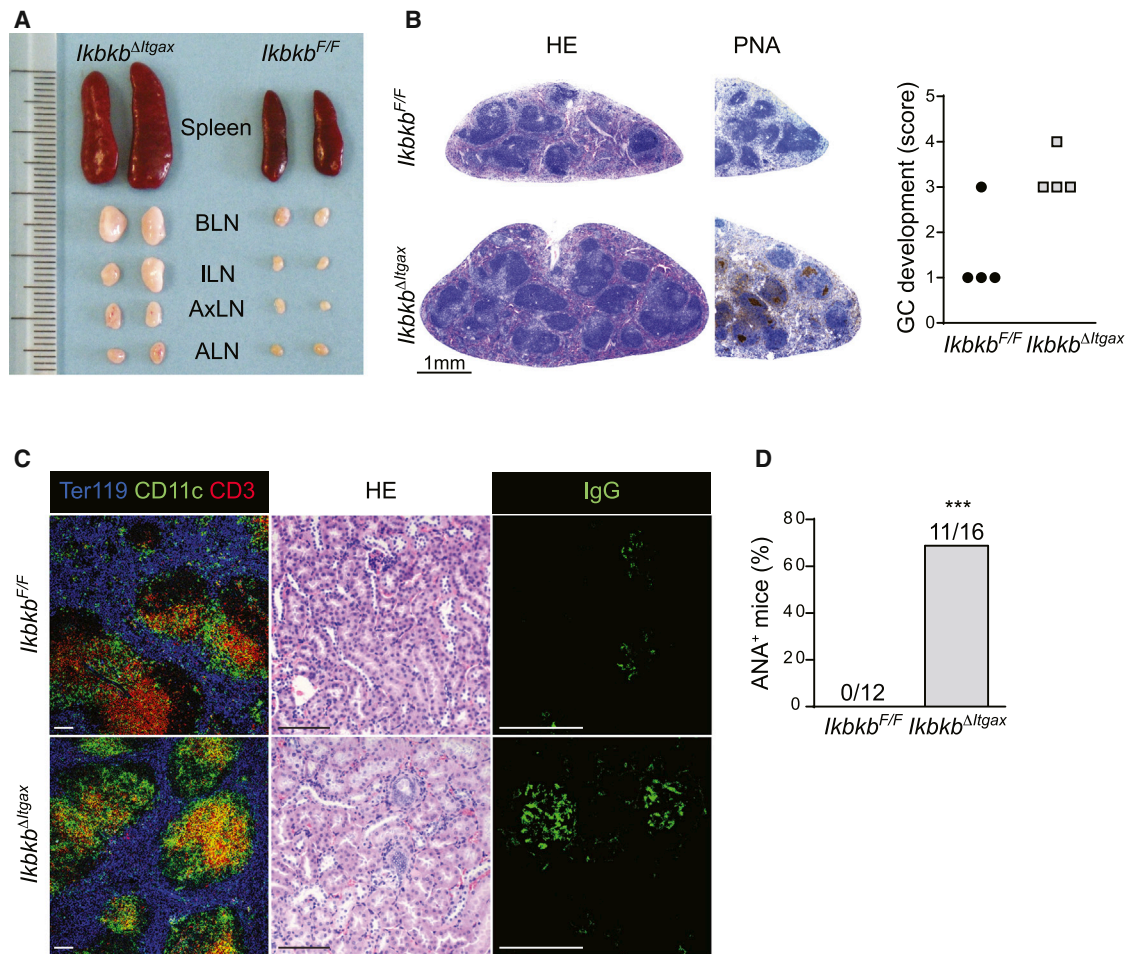 A
Ikbkb^ΔItgax Ikbkb^F/F
Spleen
BLN
ILN
AxLN
ALN
B
HE PNA
Ikbkb^F/F
Ikbkb^ΔItgax
1mm
GC development (score)
5
4
3
2
1
0
Ikbkb^F/F Ikbkb^ΔItgax
C
Ter119 CD11c CD3 HE IgG
Ikbkb^F/F
Ikbkb^ΔItgax
D
***
ANA+ mice (%)
80
60
40
20
0
0/12 11/16
Ikbkb^F/F Ikbkb^ΔItgax